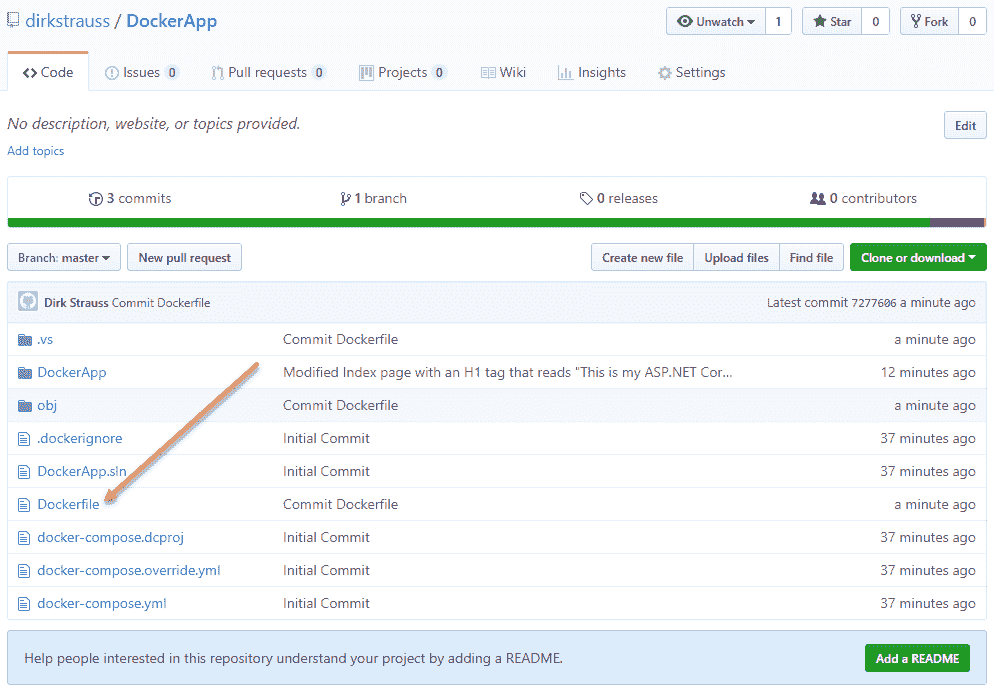 dirkstrauss / DockerApp
Unwatch 1 Star 0 Fork 0
Code Issues 0 Pull requests 0 Projects 0 Wiki Insights Settings
No description, website, or topics provided. Edit
Add topics
3 commits 1 branch 0 releases 0 contributors
Branch: master New pull request Create new file Upload files Find file Clone or download
Dirk Strauss Commit Dockerfile Latest commit 7277606 a minute ago
.vs Commit Dockerfile a minute ago
DockerApp Modified Index page with an H1 tag that reads "This is my ASP.NET Cor... 12 minutes ago
obj Commit Dockerfile a minute ago
.dockerignore Initial Commit 37 minutes ago
DockerApp.sln Initial Commit 37 minutes ago
Dockerfile Commit Dockerfile a minute ago
docker-compose.dcproj Initial Commit 37 minutes ago
docker-compose.override.yml Initial Commit 37 minutes ago
docker-compose.yml Initial Commit 37 minutes ago
Help people interested in this repository understand your project by adding a README. Add a README